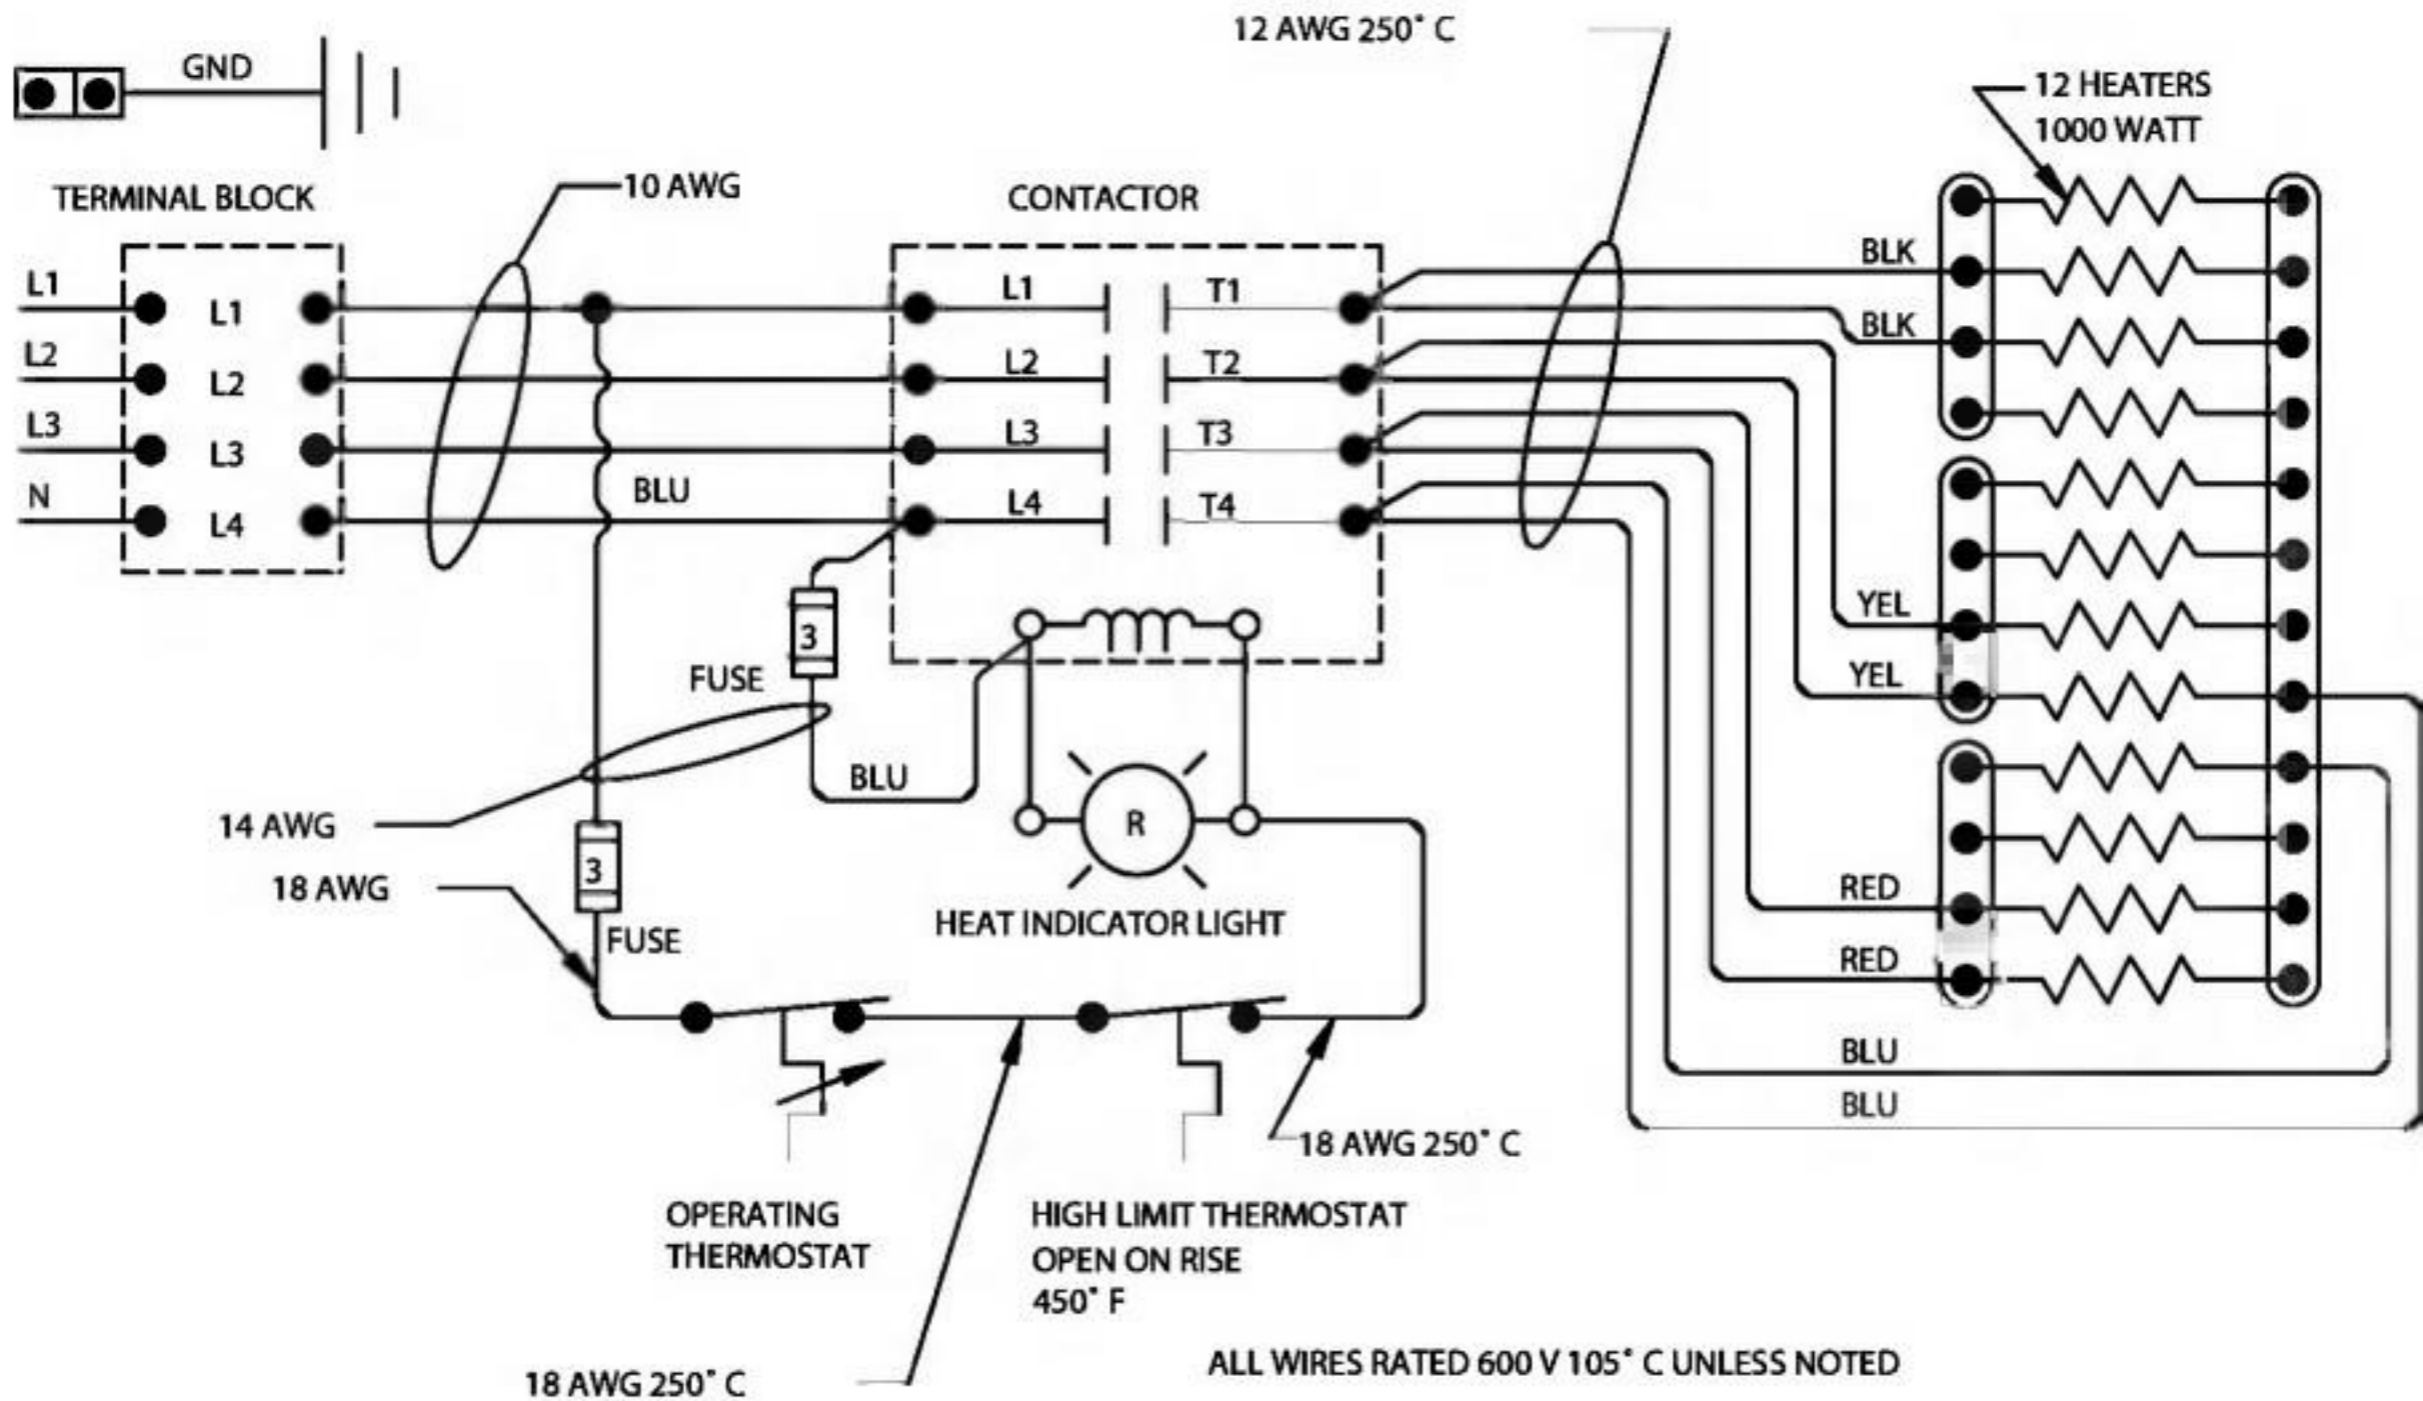 GND
12 AWG 250° C
12 HEATERS
1000 WATT
TERMINAL BLOCK
10 AWG
CONTACTOR
L1
L1
L1
T1
BLK
BLK
L2
L2
L2
T2
L3
L3
L3
T3
N
L4
BLU
L4
T4
3
FUSE
YEL
YEL
BLU
14 AWG
3
18 AWG
FUSE
R
HEAT INDICATOR LIGHT
RED
RED
BLU
BLU
18 AWG 250° C
OPERATING
THERMOSTAT
HIGH LIMIT THERMOSTAT
OPEN ON RISE
450° F
18 AWG 250° C
ALL WIRES RATED 600 V 105° C UNLESS NOTED